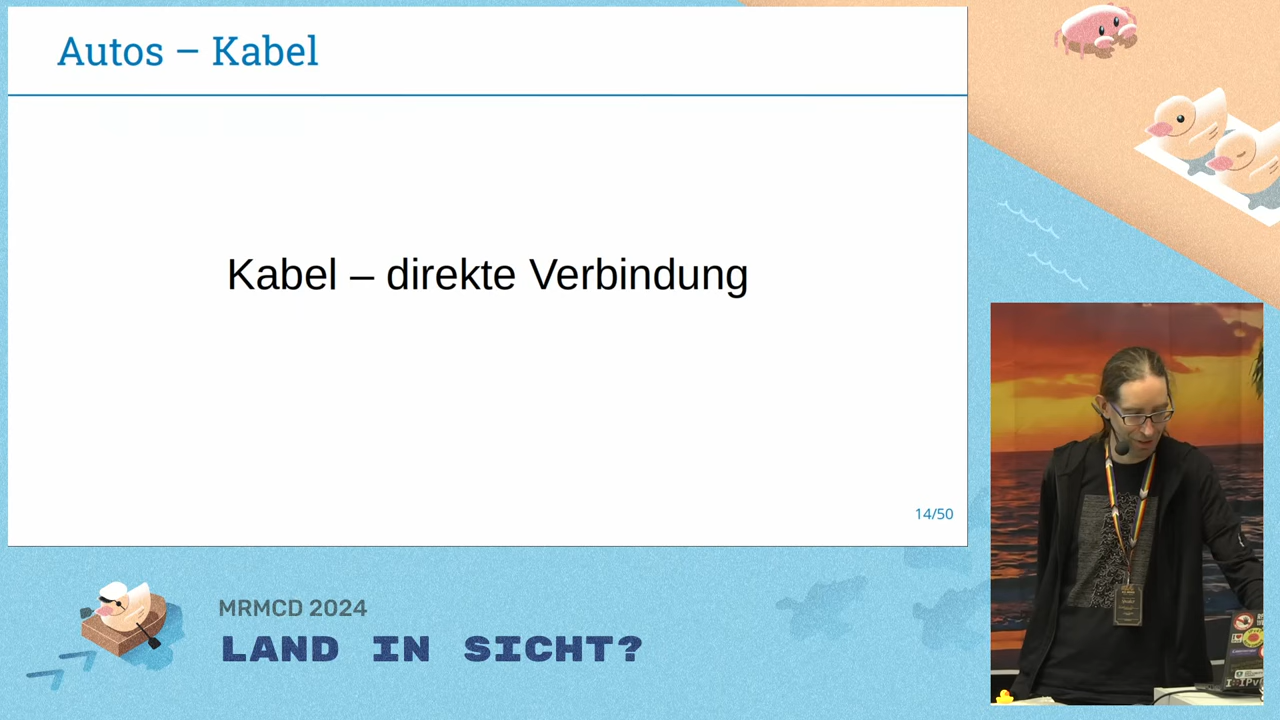 Autos – Kabel
Kabel – direkte Verbindung
14/50
MRMCD 2024
LAND IN SICHT?